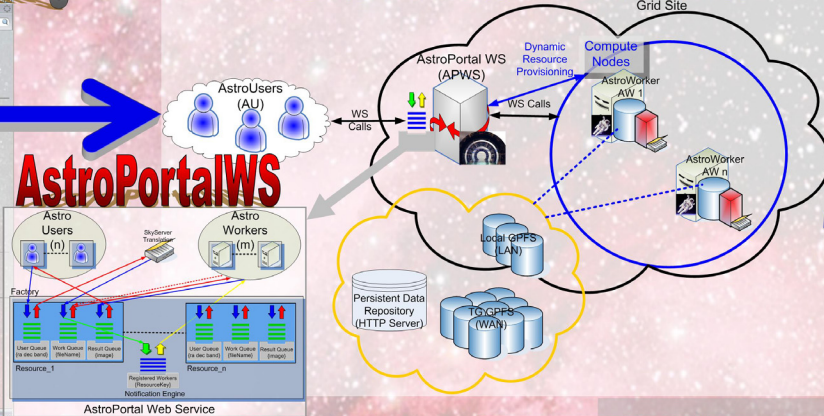 Grid Site
AstroPortal WS
(APWS)
Dynamic
Resource
Provisioning
Compute
Nodes
AstroUsers
(AU)
WS
Calls
WS Calls
AstroWorker
AW 1
AstroWorker
AW n
AstroPortalWS
Local GPFS
(LAN)
Persistent Data
Repository
(HTTP Server)
TG GPFS
(WAN)
Astro
Users
(n)
SkyServer
Translation
Astro
Workers
(m)
Factory
User Queue
(ra dec band)
Work Queue
(fileName)
Result Queue
(image)
Resource_1
User Queue
(ra dec band)
Work Queue
(fileName)
Result Queue
(image)
Resource_n
Registered Workers
(ResourceKey)
Notification Engine
AstroPortal Web Service